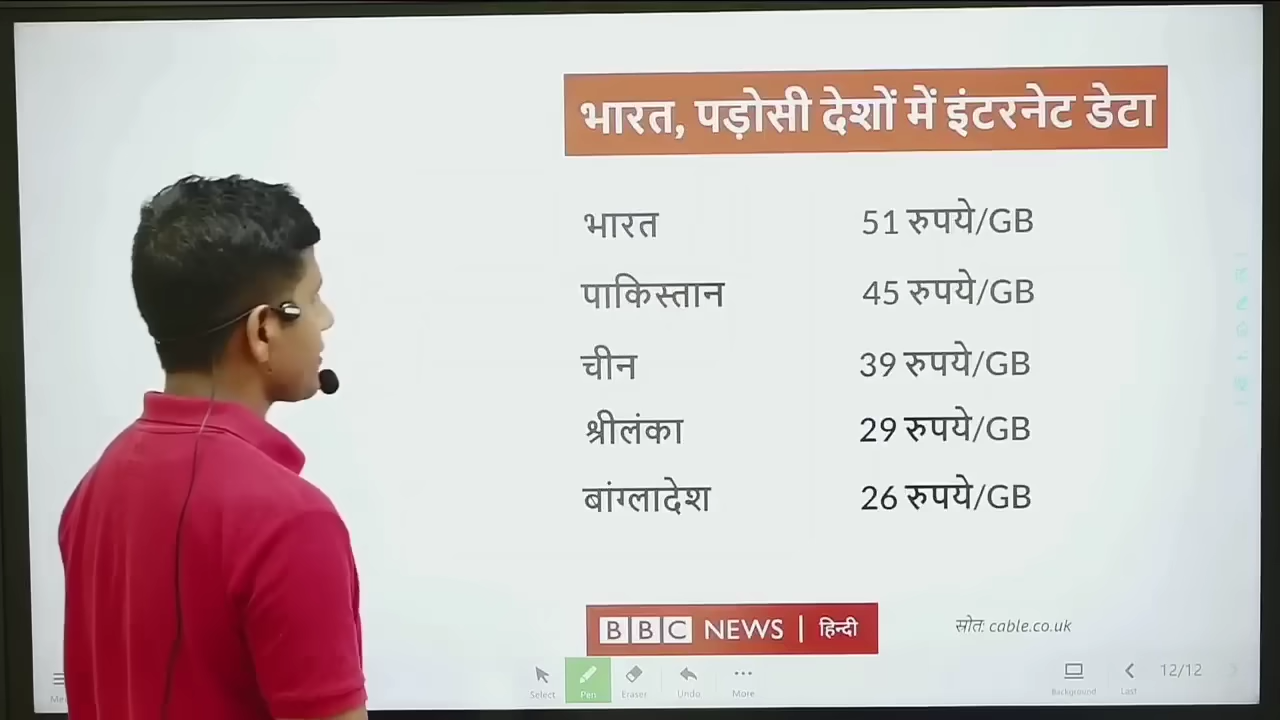 भारत, पड़ोसी देशों में इंटरनेट डेटा
भारत 51 रुपये/GB
पाकिस्तान 45 रुपये/GB
चीन 39 रुपये/GB
श्रीलंका 29 रुपये/GB
बांग्लादेश 26 रुपये/GB
BBC NEWS | हिन्दी
स्रोत: cable.co.uk
Select Pen Eraser Undo More Background Last 12/12